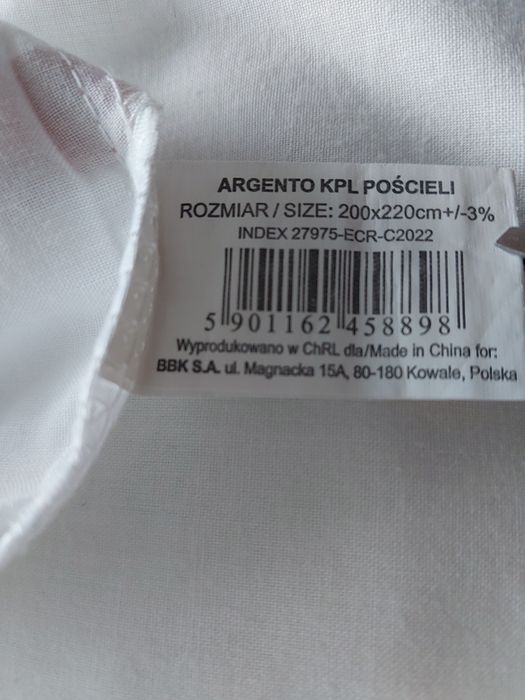 ARGENTO KPL POŚCIELI
ROZMIAR / SIZE: 200x220cm+/-3%
INDEX 27975-ECR-C2022
5 901162 458898
Wyprodukowano w ChRL dla/Made in China for:
BBK S.A. ul. Magnacka 15A, 80-180 Kowale, Polska